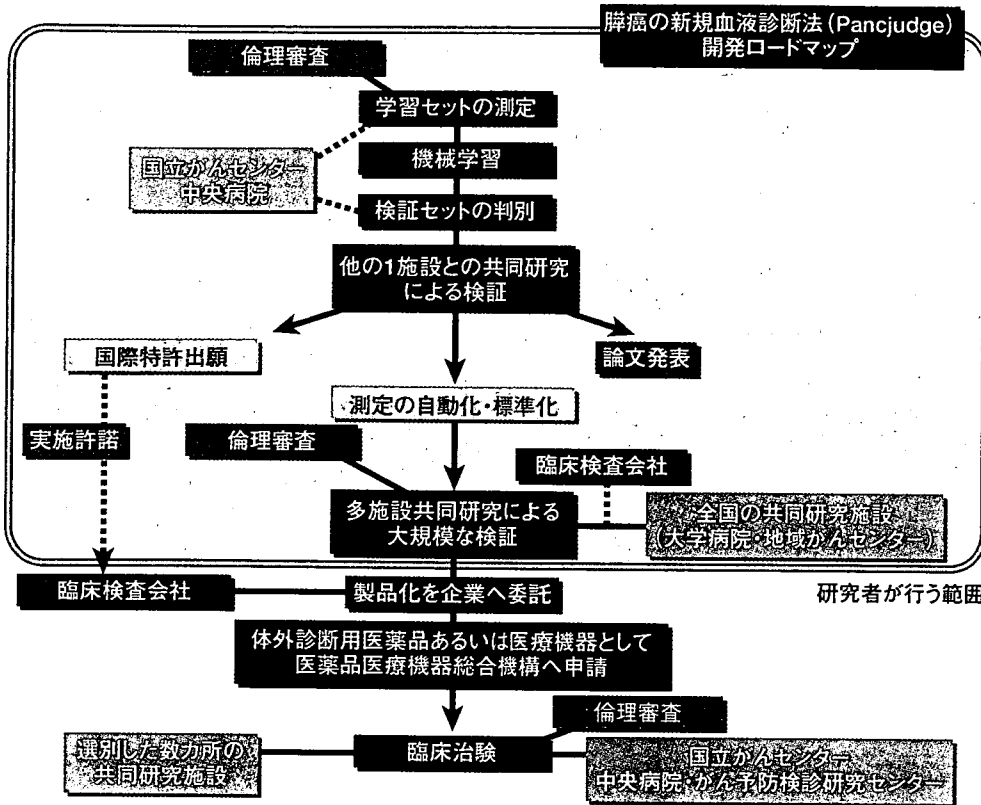 膵癌の新規血液診断法(Pancjudge)
開発ロードマップ
倫理審査
学習セットの測定
国立がんセンター
中央病院
機械学習
検証セットの判別
他の1施設との共同研究
による検証
国際特許出願
論文発表
測定の自動化・標準化
実施許諾
倫理審査
臨床検査会社
多施設共同研究による
大規模な検証
全国の共同研究施設
(大学病院・地域がんセンター)
臨床検査会社
製品化を企業へ委託
研究者が行う範囲
体外診断用医薬品あるいは医療機器として
医薬品医療機器総合機構へ申請
倫理審査
選別した数カ所の
共同研究施設
臨床治験
国立がんセンター
中央病院・がん予防検診研究センター